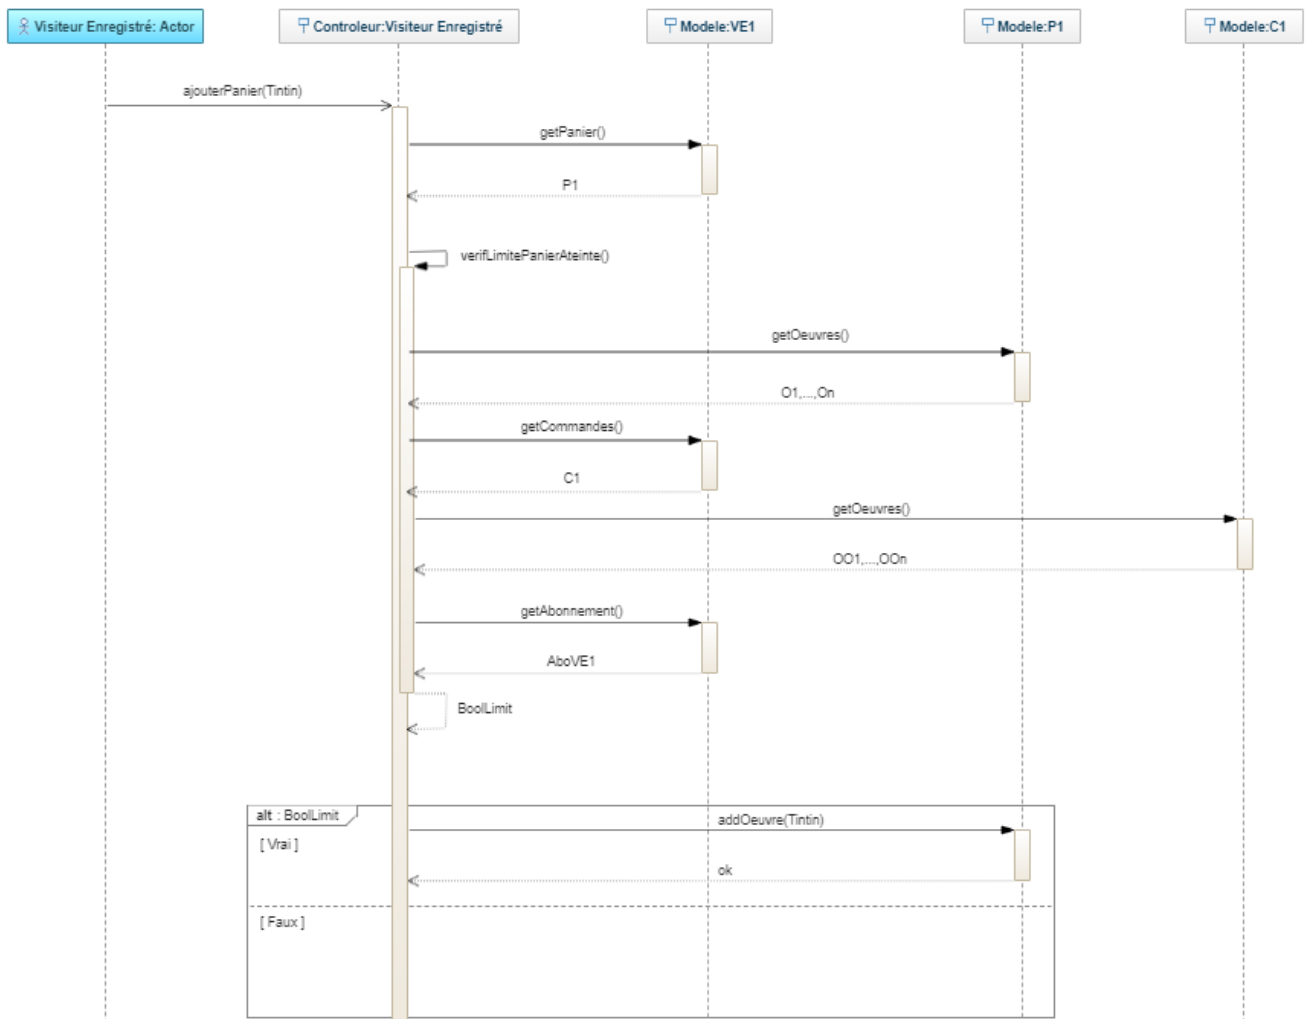 Visiteur Enregistré: Actor
Controleur:Visiteur Enregistré
Modele:VE1
Modele:P1
Modele:C1
ajouterPanier(Tintin)
getPanier()
P1
verifLimitePanierAteinte()
getOeuvres()
O1,...,On
getCommandes()
C1
getOeuvres()
OO1,...,OOn
getAbonnement()
AboVE1
BoolLimit
alt : BoolLimit
addOeuvre(Tintin)
[ Vrai ]
ok
[ Faux ]